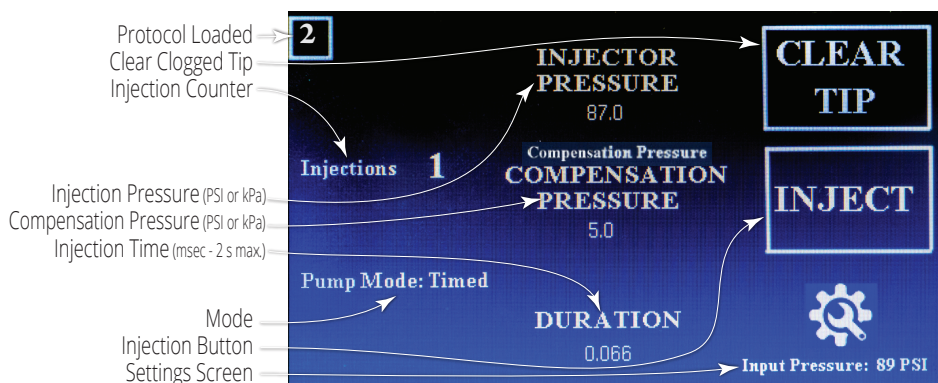 Protocol Loaded
Clear Clogged Tip
Injection Counter
Injection Pressure (PSI or kPa)
Compensation Pressure (PSI or kPa)
Injection Time (msec - 2 s max.)
Mode
Injection Button
Settings Screen
2
INJECTOR
PRESSURE
87.0
CLEAR
TIP
Injections 1
Compensation Pressure
COMPENSATION
PRESSURE
5.0
INJECT
Pump Mode: Timed
DURATION
0.066
Input Pressure: 89 PSI